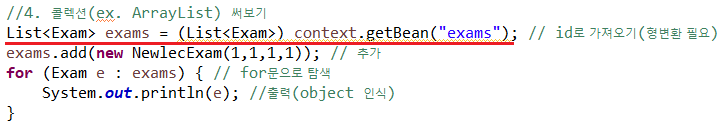 //4. 콜렉션(ex. ArrayList) 써보기
List<Exam> exams = (List<Exam>) context.getBean("exams"); // id로 가져오기(형변환 필요)
exams.add(new NewlecExam(1,1,1,1)); // 추가
for (Exam e : exams) { // for문으로 탐색
    System.out.println(e); //출력(object 인식)
}